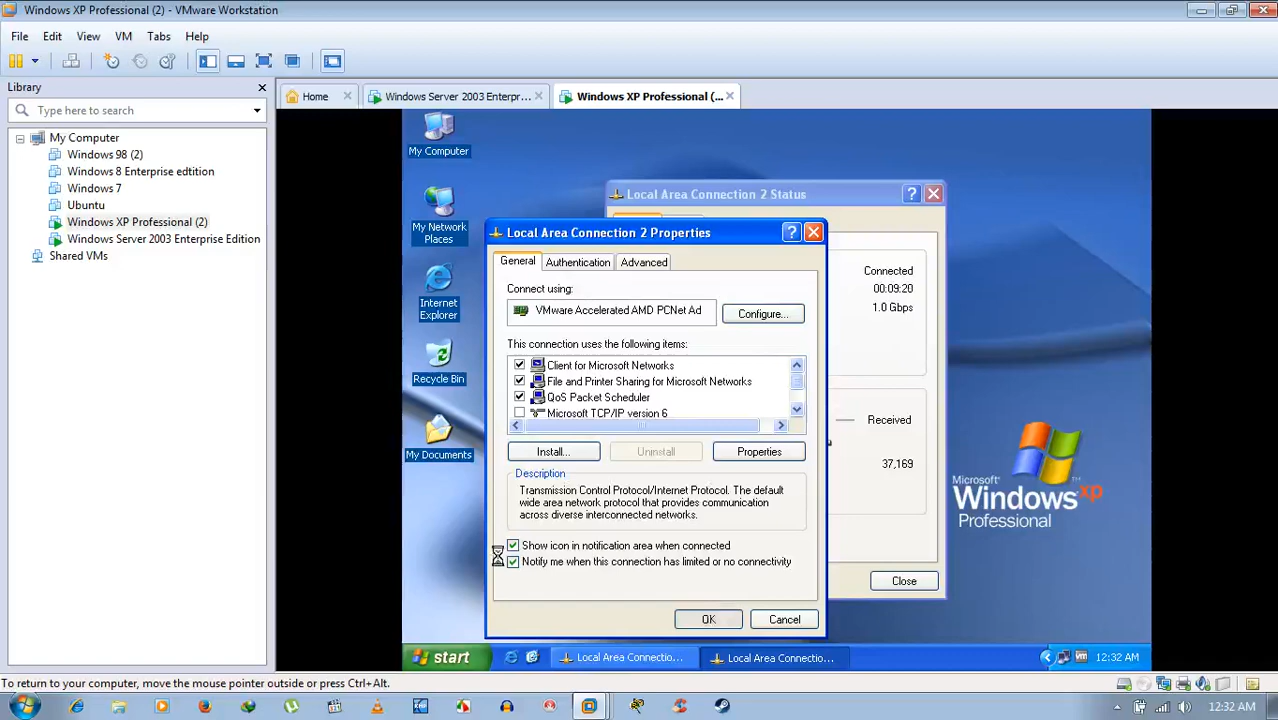 Windows XP Professional (2) - VMware Workstation
File Edit View VM Tabs Help
Library
Type here to search
My Computer
Windows 98 (2)
Windows 8 Enterprise edtition
Windows 7
Ubuntu
Windows XP Professional (2)
Windows Server 2003 Enterprise Edition
Shared VMs
Home
Windows Server 2003 Enterpr...
Windows XP Professional (...
My Computer
My Network
Places
Internet
Explorer
Recycle Bin
My Documents
Local Area Connection 2 Status
Connected
00:09:20
1.0 Gbps
Received
37,169
Close
Local Area Connection 2 Properties
General
Authentication
Advanced
Connect using:
VMware Accelerated AMD PCNet Ad
Configure...
This connection uses the following items:
Client for Microsoft Networks
File and Printer Sharing for Microsoft Networks
QoS Packet Scheduler
Microsoft TCP/IP version 6
Install...
Uninstall
Properties
Description
Transmission Control Protocol/Internet Protocol. The default
wide area network protocol that provides communication
across diverse interconnected networks.
Show icon in notification area when connected
Notify me when this connection has limited or no connectivity
OK
Cancel
Microsoft
Windows xp
Professional
start
Local Area Connectio...
Local Area Connectio...
12:32 AM
To return to your computer, move the mouse pointer outside or press Ctrl+Alt.
12:32 AM